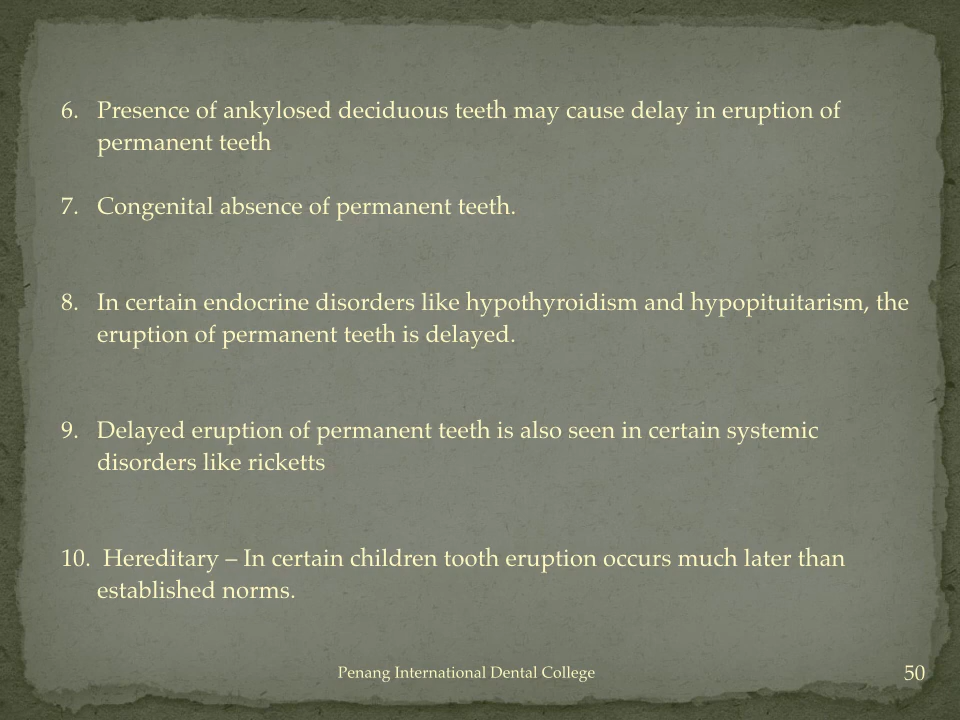 6. Presence of ankylosed deciduous teeth may cause delay in eruption of
permanent teeth
7. Congenital absence of permanent teeth.
8. In certain endocrine disorders like hypothyroidism and hypopituitarism, the
eruption of permanent teeth is delayed.
9. Delayed eruption of permanent teeth is also seen in certain systemic
disorders like ricketts
10. Hereditary – In certain children tooth eruption occurs much later than
established norms.
Penang International Dental College
50